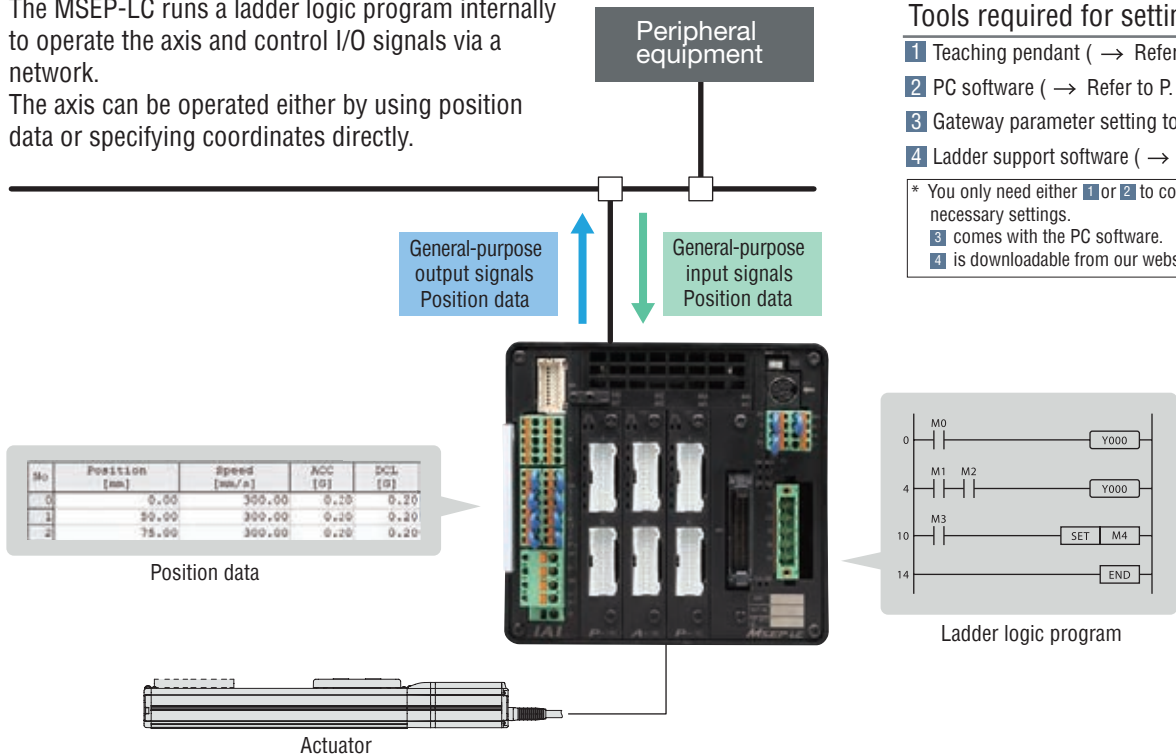 The MSEP-LC runs a ladder logic program internally
to operate the axis and control I/O signals via a
network.
The axis can be operated either by using position
data or specifying coordinates directly.
Peripheral
equipment
Tools required for settin
1 Teaching pendant ( → Refer
2 PC software ( → Refer to P.
3 Gateway parameter setting to
4 Ladder support software ( →
* You only need either 1 or 2 to co
necessary settings.
3 comes with the PC software.
4 is downloadable from our webs
General-purpose
output signals
Position data
General-purpose
input signals
Position data
No Position [mm] Speed [mm/s] ACC [G] DCL [G]
0 0.00 300.00 0.20 0.20
1 50.00 300.00 0.20 0.20
2 75.00 300.00 0.20 0.20
Position data
IAI
MSEP-LC
M0
0 Y000
M1 M2
4 Y000
M3
10 SET M4
14 END
Ladder logic program
Actuator